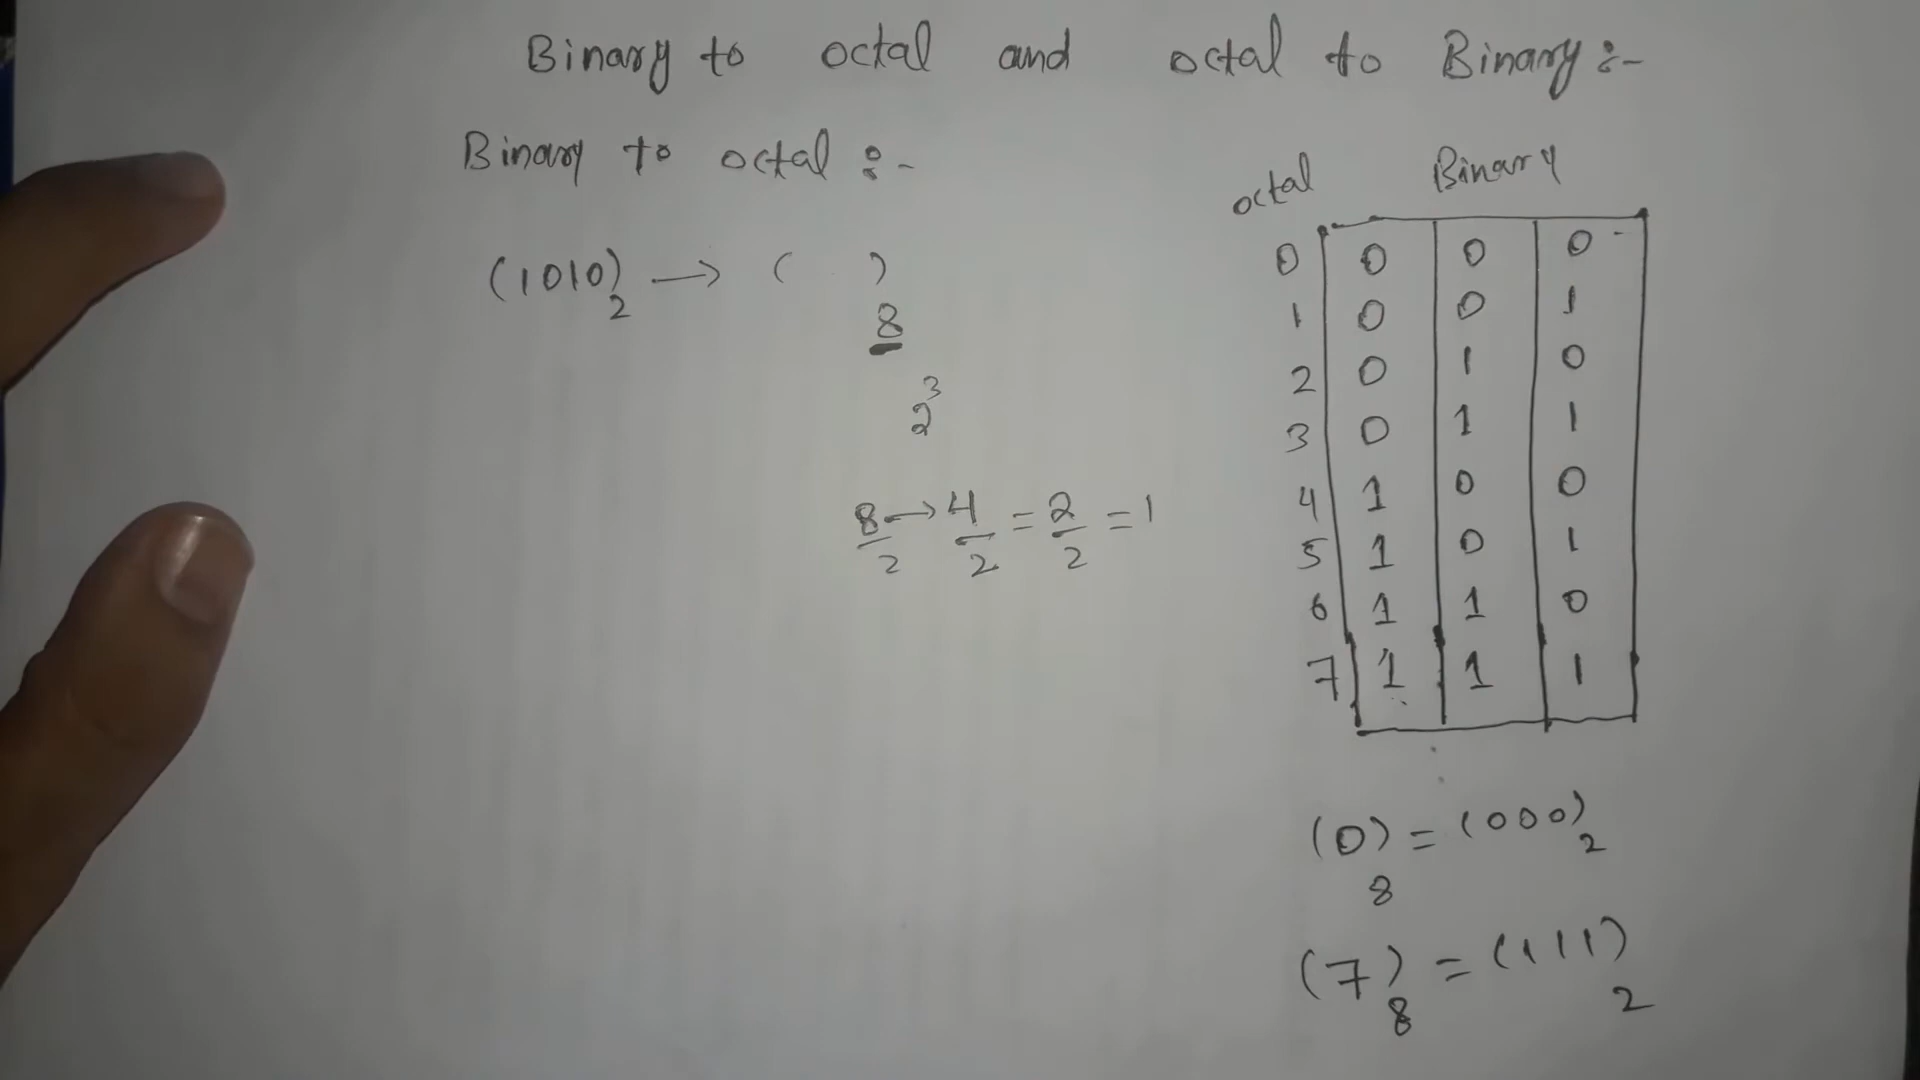 Binary to octal and octal to Binary :-
Binary to octal :-
(1010)₂ → (   )₈
2³
8/2 → 4/2 = 2/2 = 1
octal Binary
0 0 0 0
1 0 0 1
2 0 1 0
3 0 1 1
4 1 0 0
5 1 0 1
6 1 1 0
7 1 1 1
(0)₈ = (000)₂
(7)₈ = (111)₂